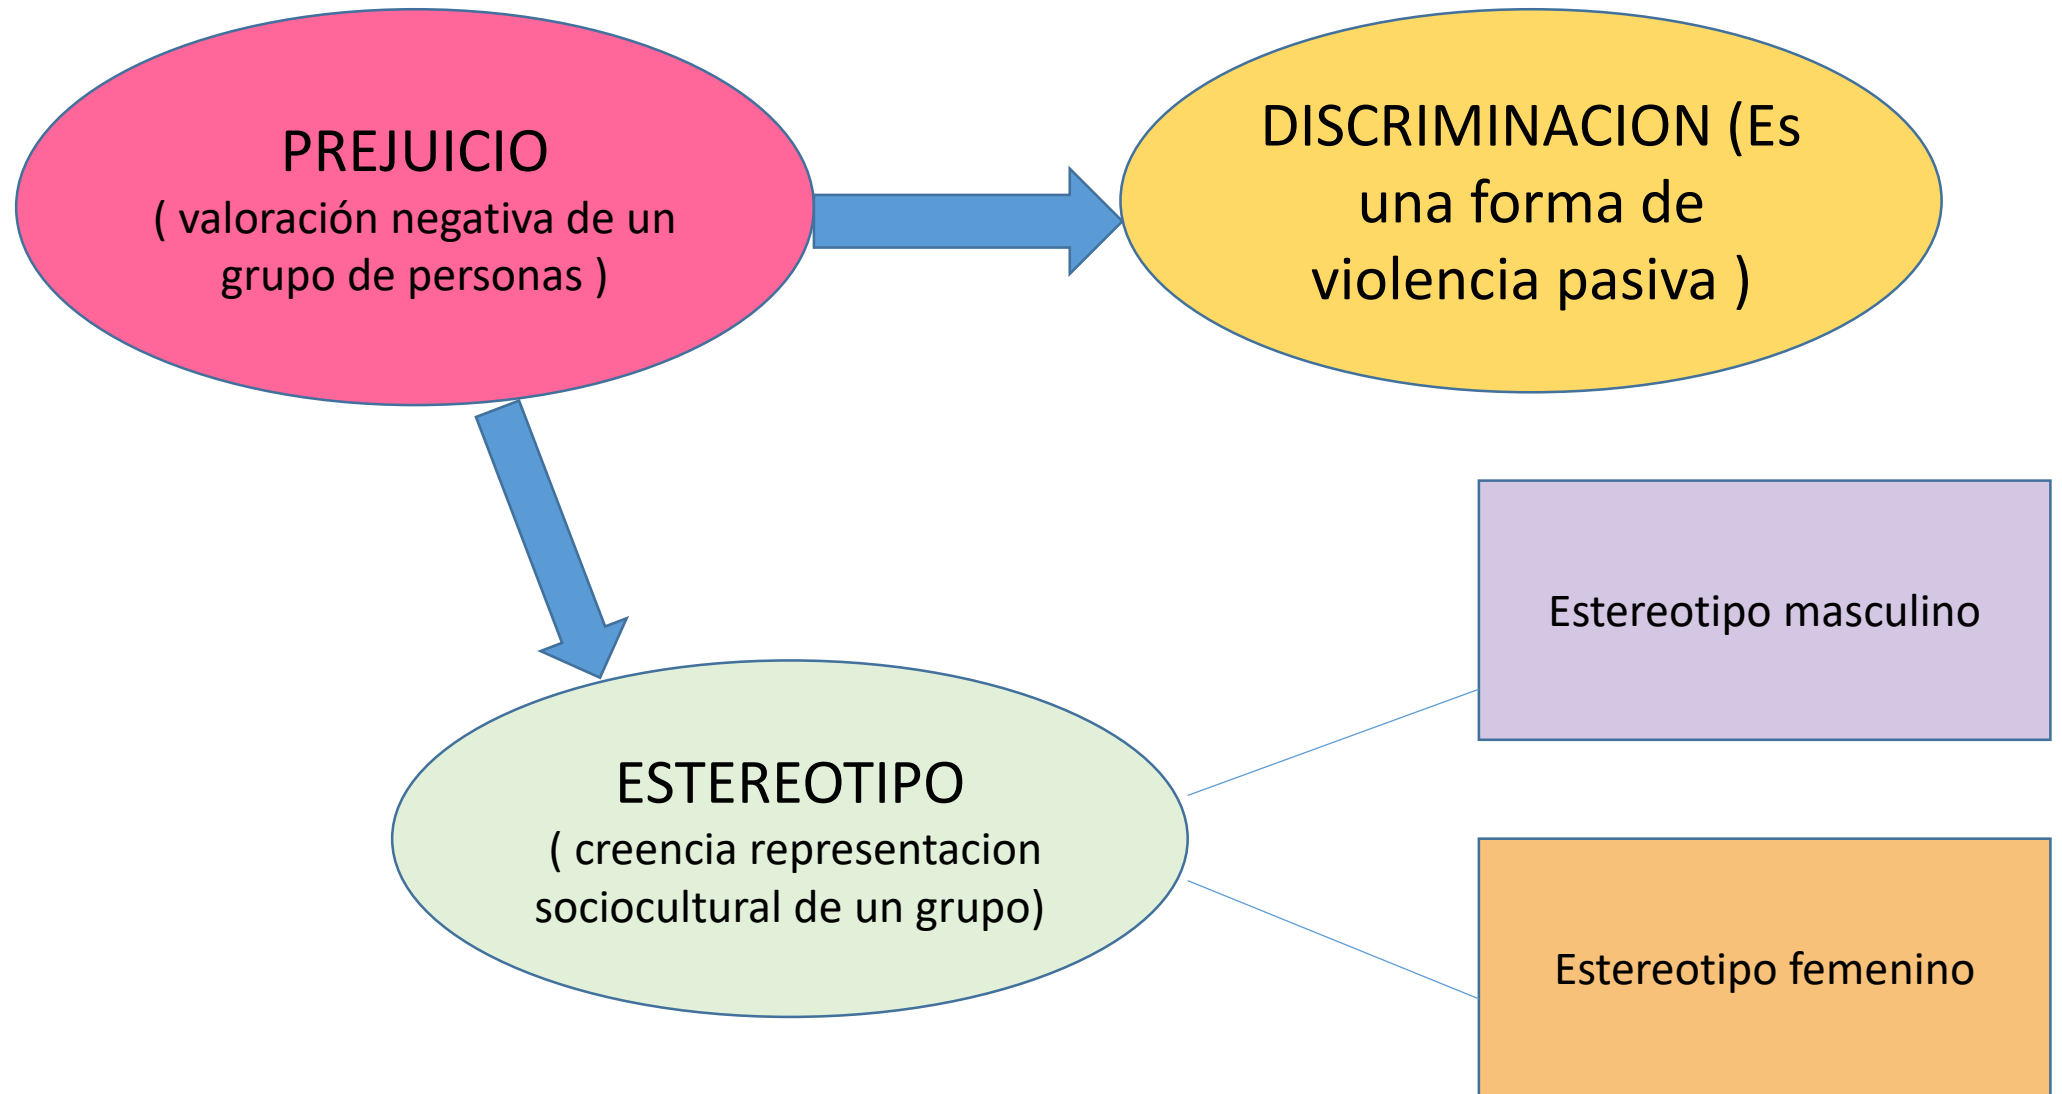 PREJUICIO
( valoración negativa de un
grupo de personas )
DISCRIMINACION (Es
una forma de
violencia pasiva )
ESTEREOTIPO
( creencia representacion
sociocultural de un grupo)
Estereotipo masculino
Estereotipo femenino